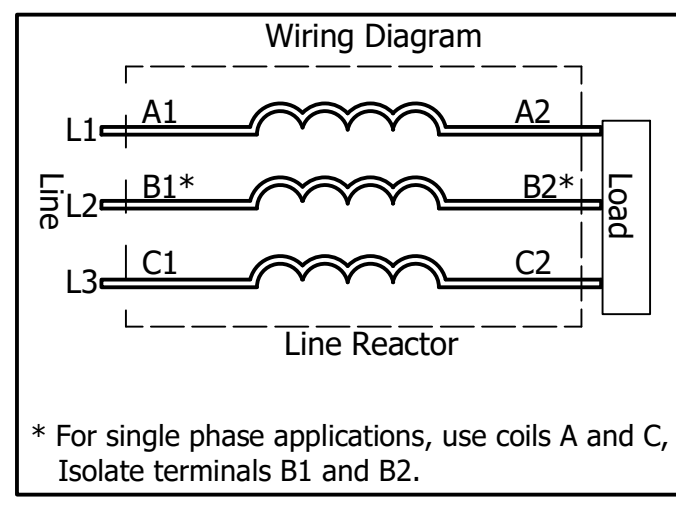 Wiring Diagram
A1 A2
L1
B1* B2*
Line L2 Load
C1 C2
L3
Line Reactor
* For single phase applications, use coils A and C,
Isolate terminals B1 and B2.